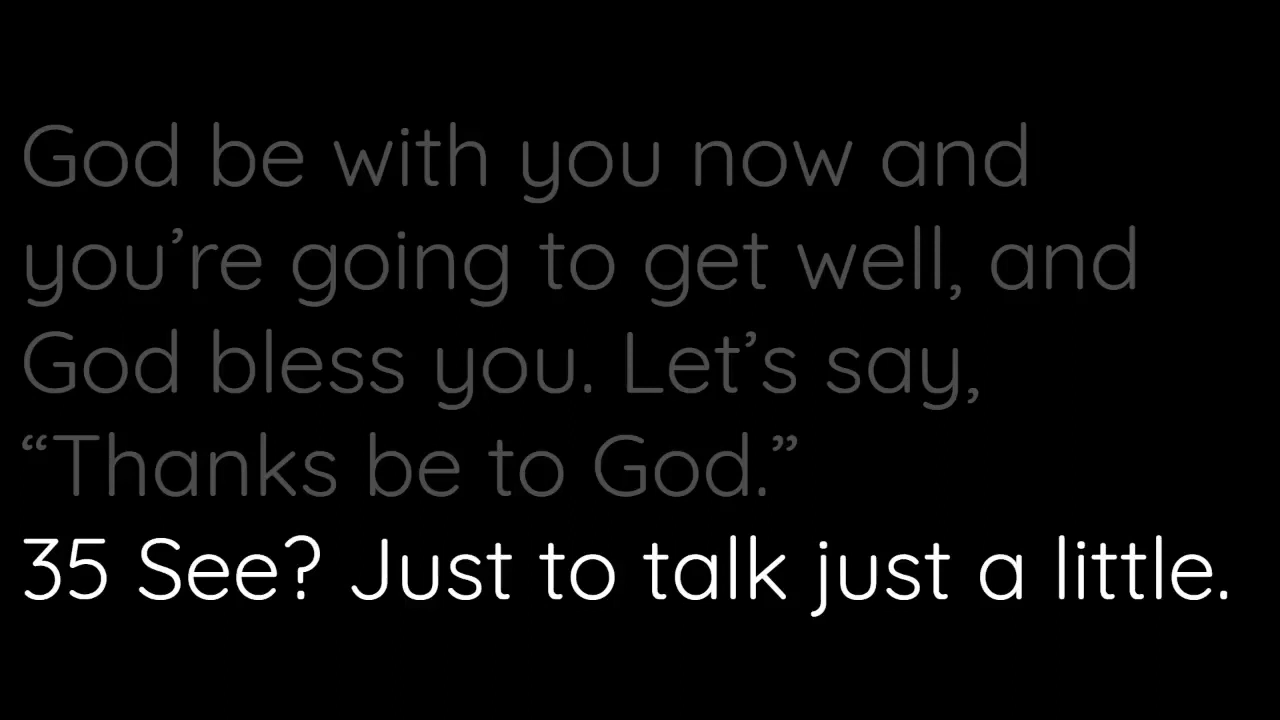 God be with you now and
you’re going to get well, and
God bless you. Let’s say,
“Thanks be to God.”
35 See? Just to talk just a little.